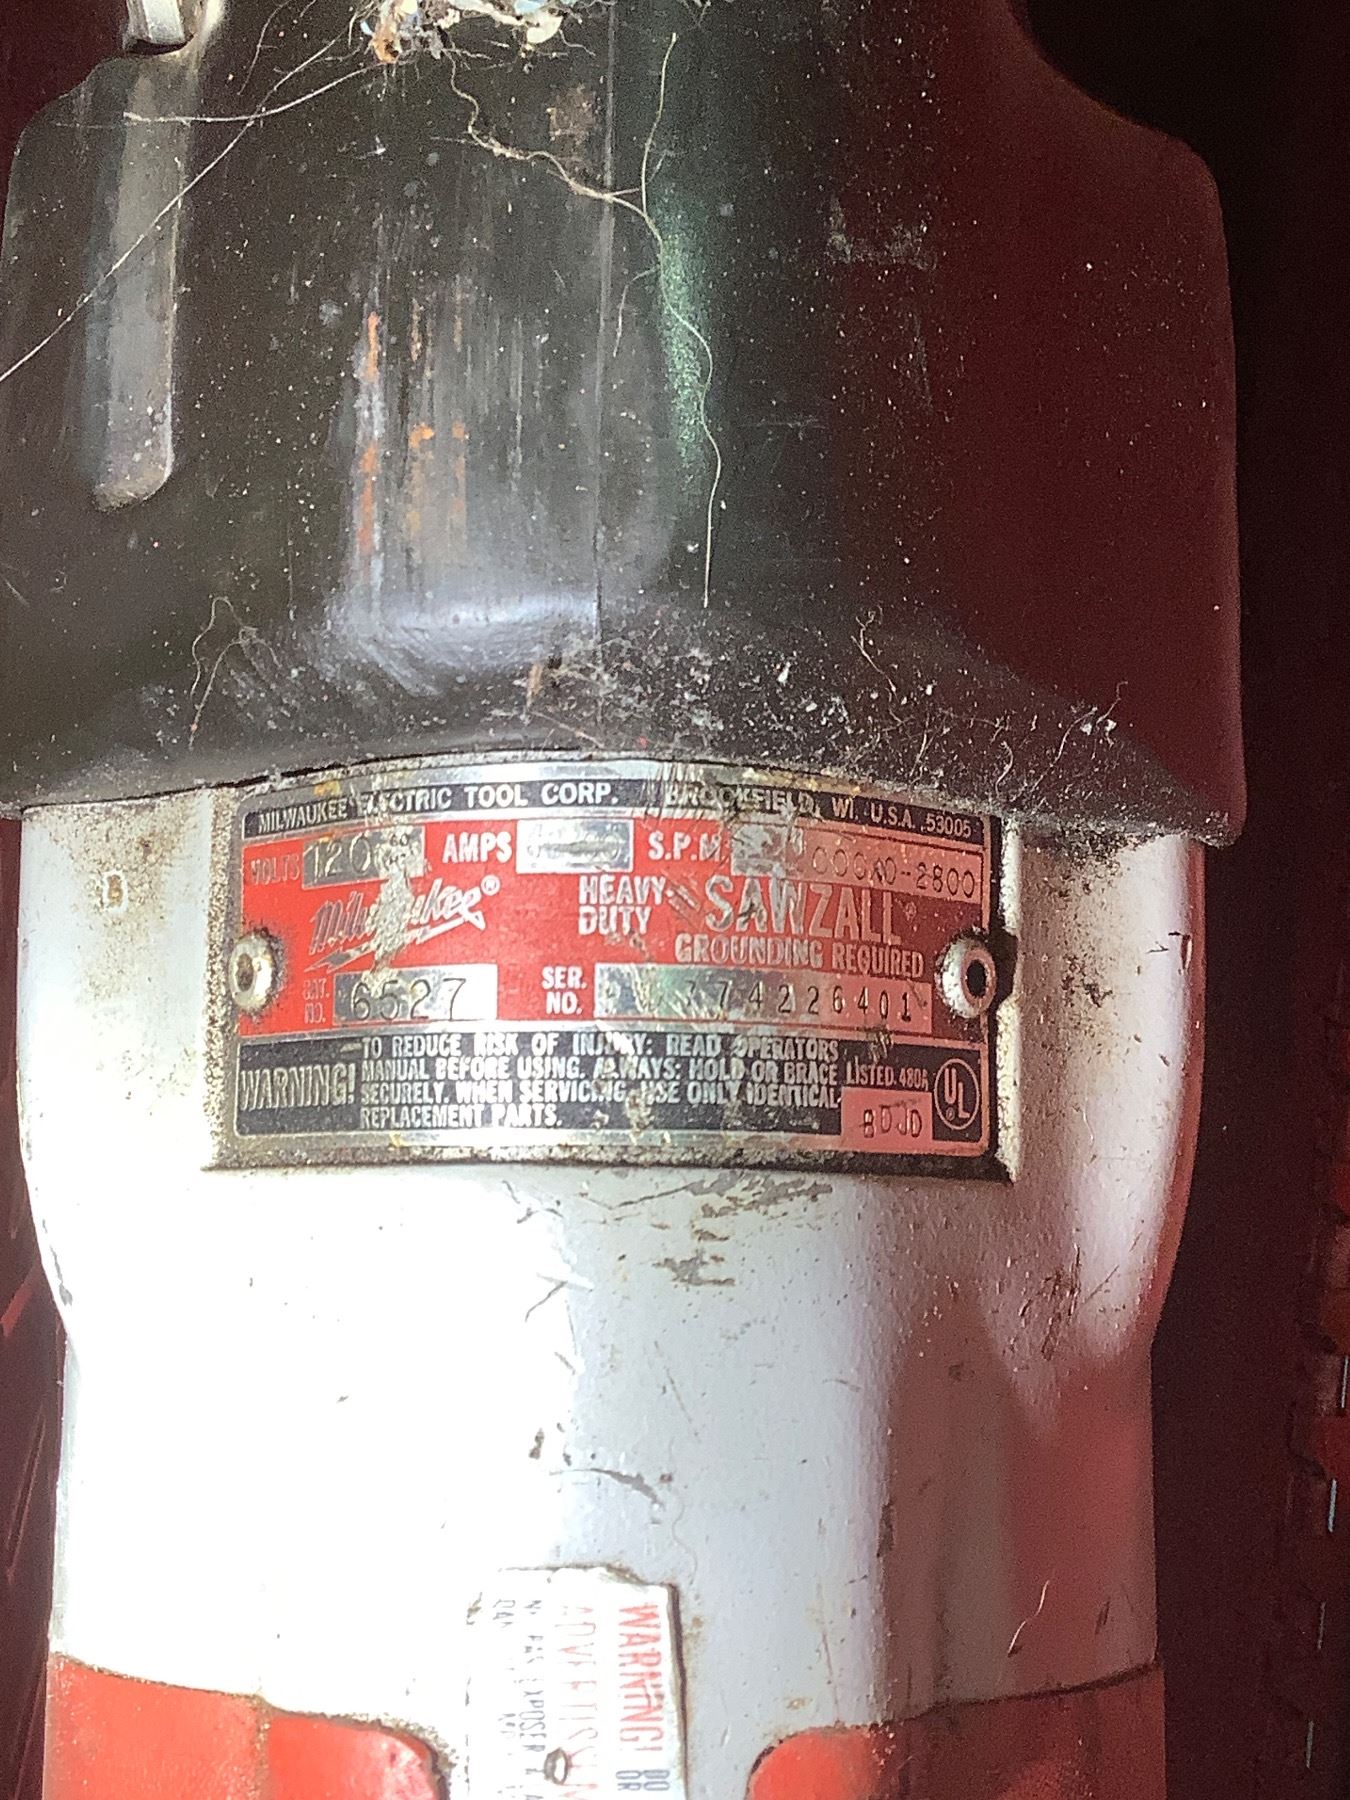 MILWAUKEE ELECTRIC TOOL CORP. BROOKFIELD, WI. U.S.A. 53005
VOLTS 120 AMPS S.P.M. -2800
Milwaukee® HEAVY-DUTY SAWZALL®
GROUNDING REQUIRED
CAT. NO. 6527 SER. NO. 774226401
WARNING! TO REDUCE RISK OF INJURY: READ OPERATORS
MANUAL BEFORE USING. ALWAYS: HOLD OR BRACE
SECURELY. WHEN SERVICING USE ONLY IDENTICAL
REPLACEMENT PARTS.
LISTED UL
WARNING!